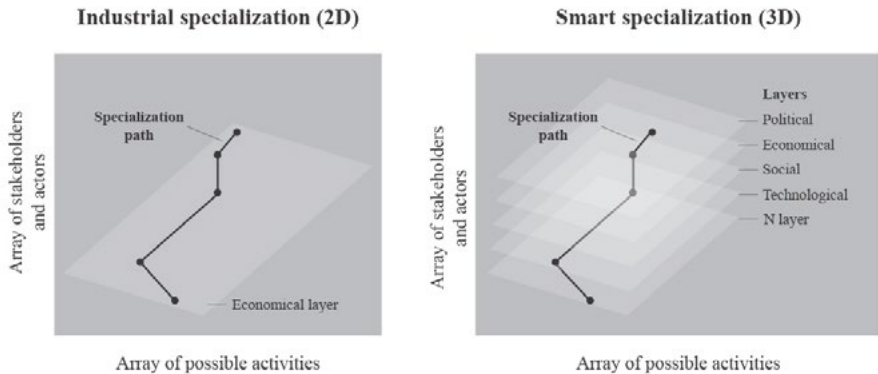 Industrial specialization (2D)
Array of stakeholders
and actors
Specialization
path
Economical layer
Array of possible activities
Smart specialization (3D)
Array of stakeholders
and actors
Specialization
path
Layers
Political
Economical
Social
Technological
N layer
Array of possible activities